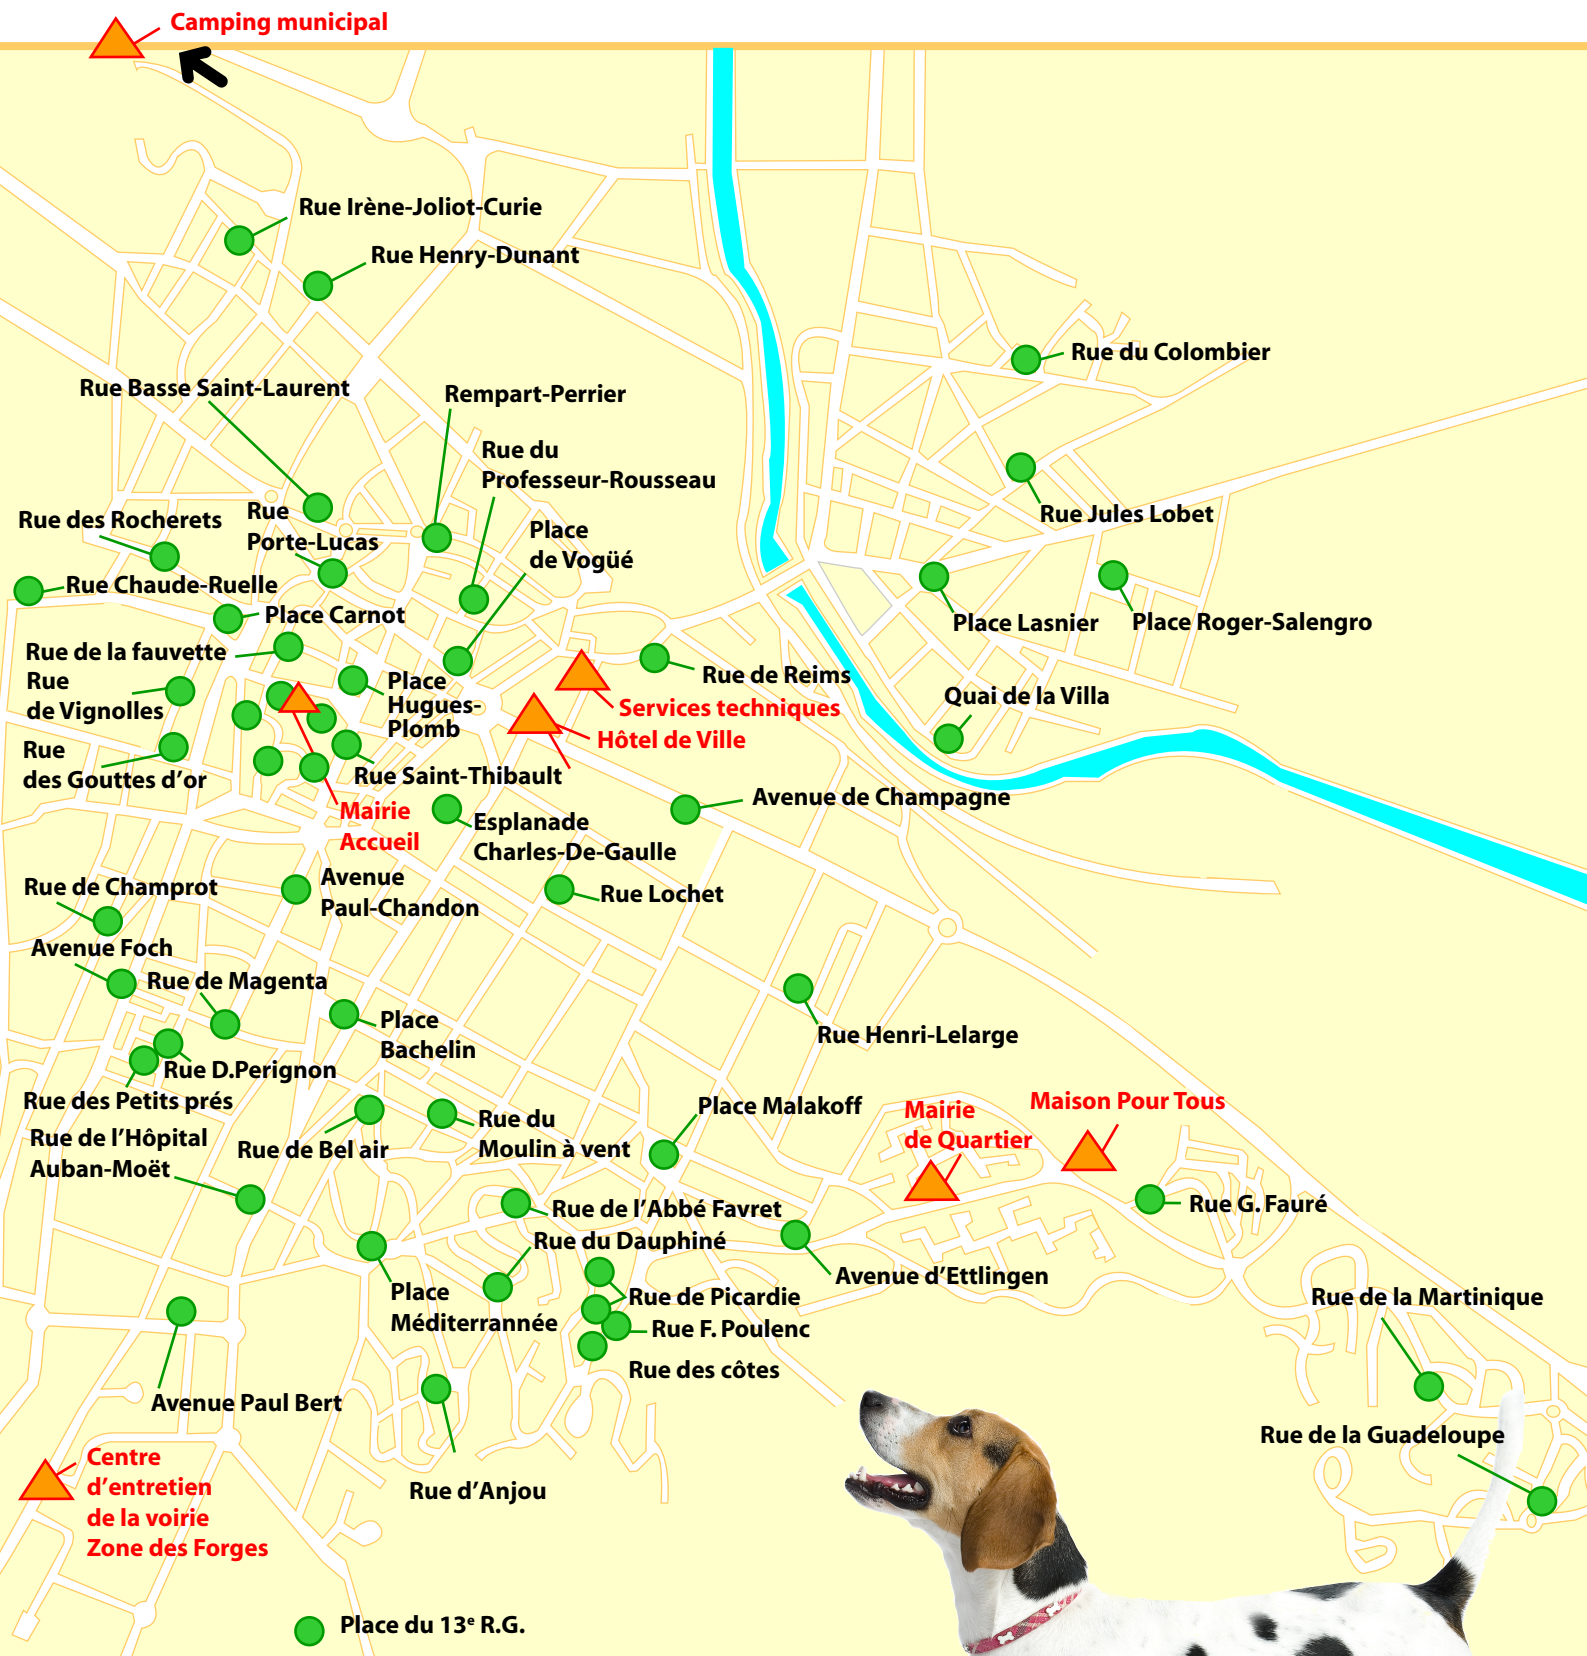 Camping municipal
Rue Irène-Joliot-Curie
Rue Henry-Dunant
Rue du Colombier
Rue Basse Saint-Laurent
Rempart-Perrier
Rue du
Professeur-Rousseau
Rue des Rocherets
Rue
Porte-Lucas
Place
de Vogüé
Rue Jules Lobet
Rue Chaude-Ruelle
Place Carnot
Place Lasnier
Place Roger-Salengro
Rue de la fauvette
Rue
de Vignolles
Place
Hugues-
Plomb
Rue de Reims
Services techniques
Hôtel de Ville
Quai de la Villa
Rue
des Gouttes d'or
Rue Saint-Thibault
Mairie
Accueil
Esplanade
Charles-De-Gaulle
Avenue de Champagne
Rue de Champrot
Avenue
Paul-Chandon
Rue Lochet
Avenue Foch
Rue de Magenta
Place
Bachelin
Rue Henri-Lelarge
Rue D.Perignon
Rue des Petits prés
Rue de l'Hôpital
Auban-Moët
Rue de Bel air
Rue du
Moulin à vent
Place Malakoff
Mairie
de Quartier
Maison Pour Tous
Rue de l'Abbé Favret
Rue G. Fauré
Rue du Dauphiné
Avenue d'Ettlingen
Place
Méditerrannée
Rue de Picardie
Rue F. Poulenc
Rue des côtes
Rue de la Martinique
Avenue Paul Bert
Rue de la Guadeloupe
Centre
d'entretien
de la voirie
Zone des Forges
Rue d'Anjou
Place du 13e R.G.